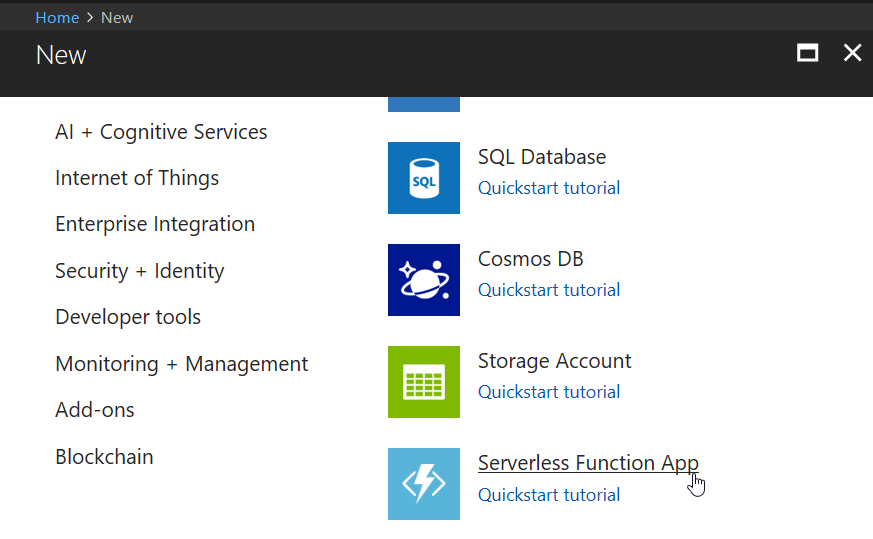 Home > New
New
AI + Cognitive Services
Internet of Things
Enterprise Integration
Security + Identity
Developer tools
Monitoring + Management
Add-ons
Blockchain
SQL
SQL Database
Quickstart tutorial
Cosmos DB
Quickstart tutorial
Storage Account
Quickstart tutorial
Serverless Function App
Quickstart tutorial